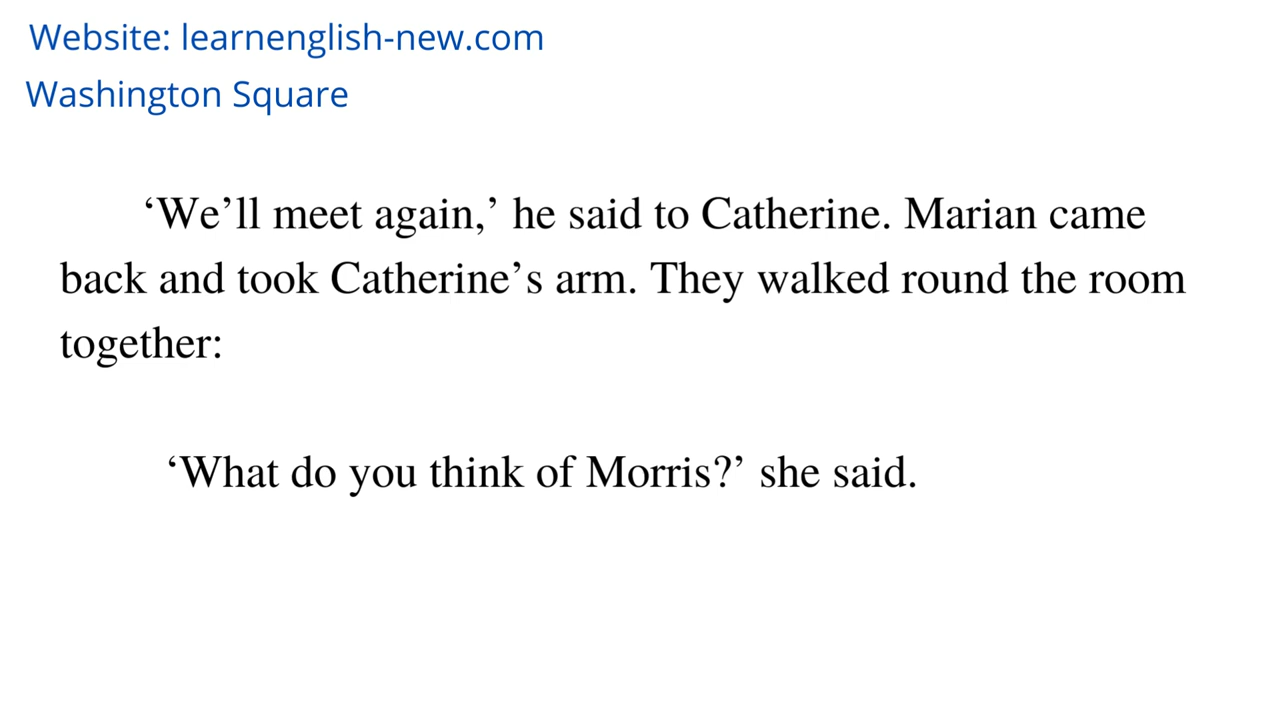 Website: learnenglish-new.com
Washington Square
‘We’ll meet again,’ he said to Catherine. Marian came
back and took Catherine’s arm. They walked round the room
together:
‘What do you think of Morris?’ she said.